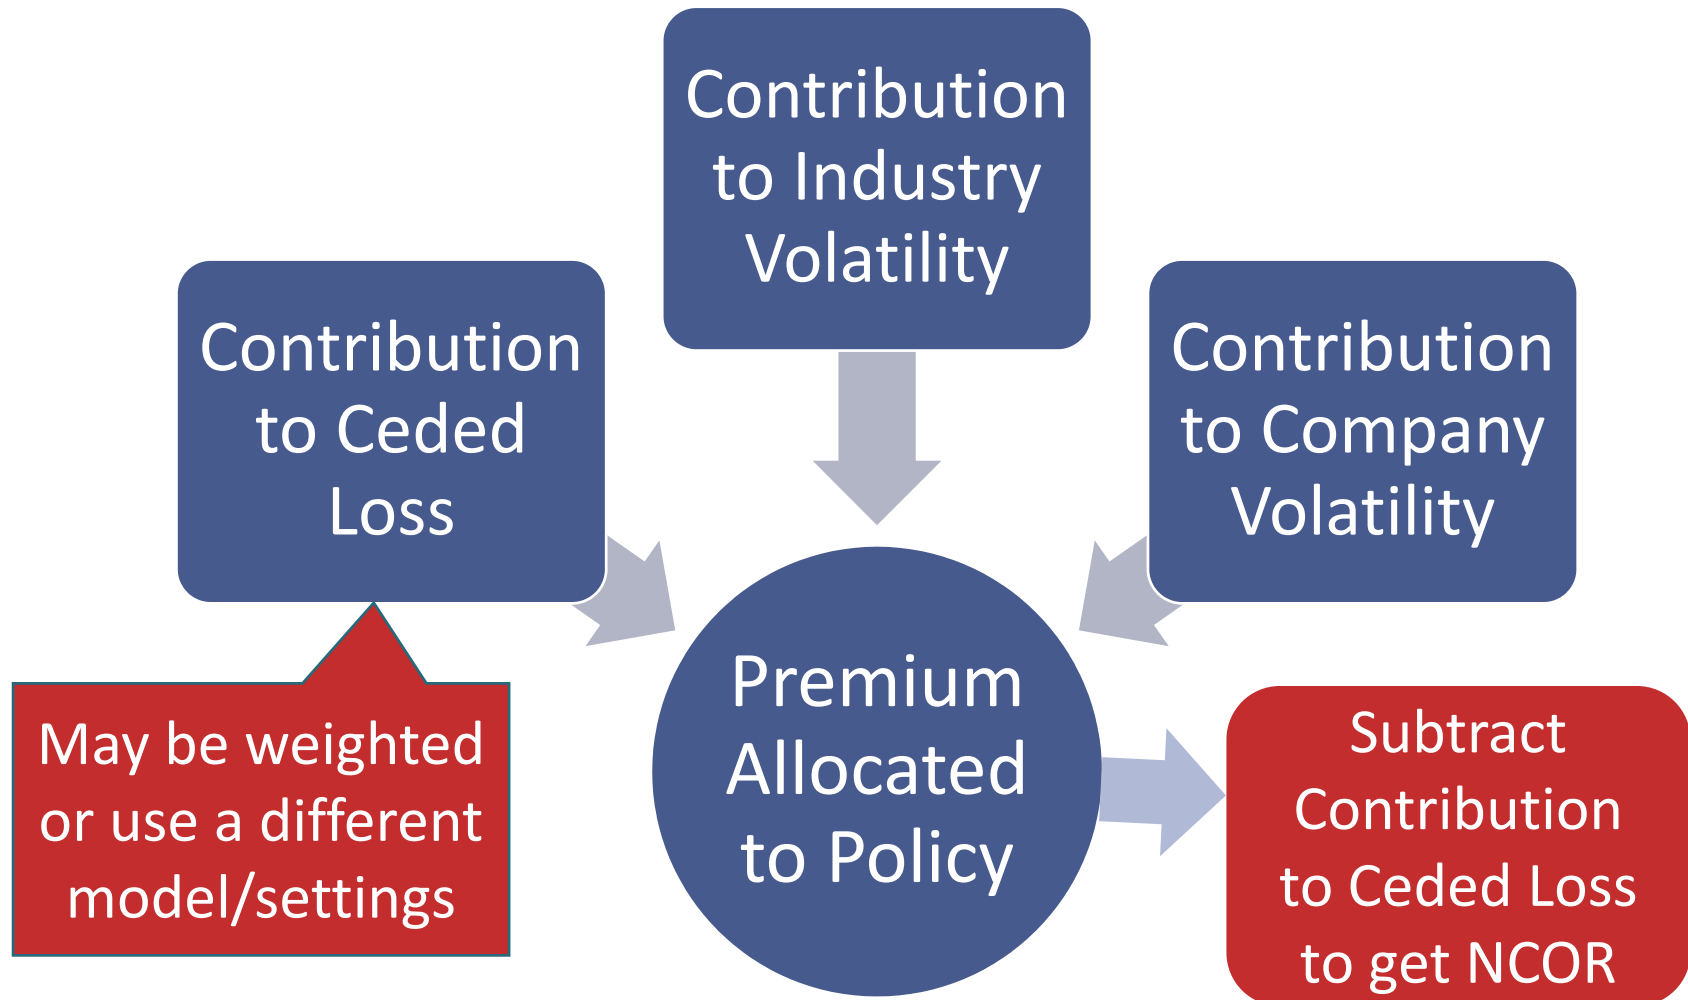 Contribution
to Industry
Volatility
Contribution
to Ceded
Loss
Contribution
to Company
Volatility
Premium
Allocated
to Policy
May be weighted
or use a different
model/settings
Subtract
Contribution
to Ceded Loss
to get NCOR